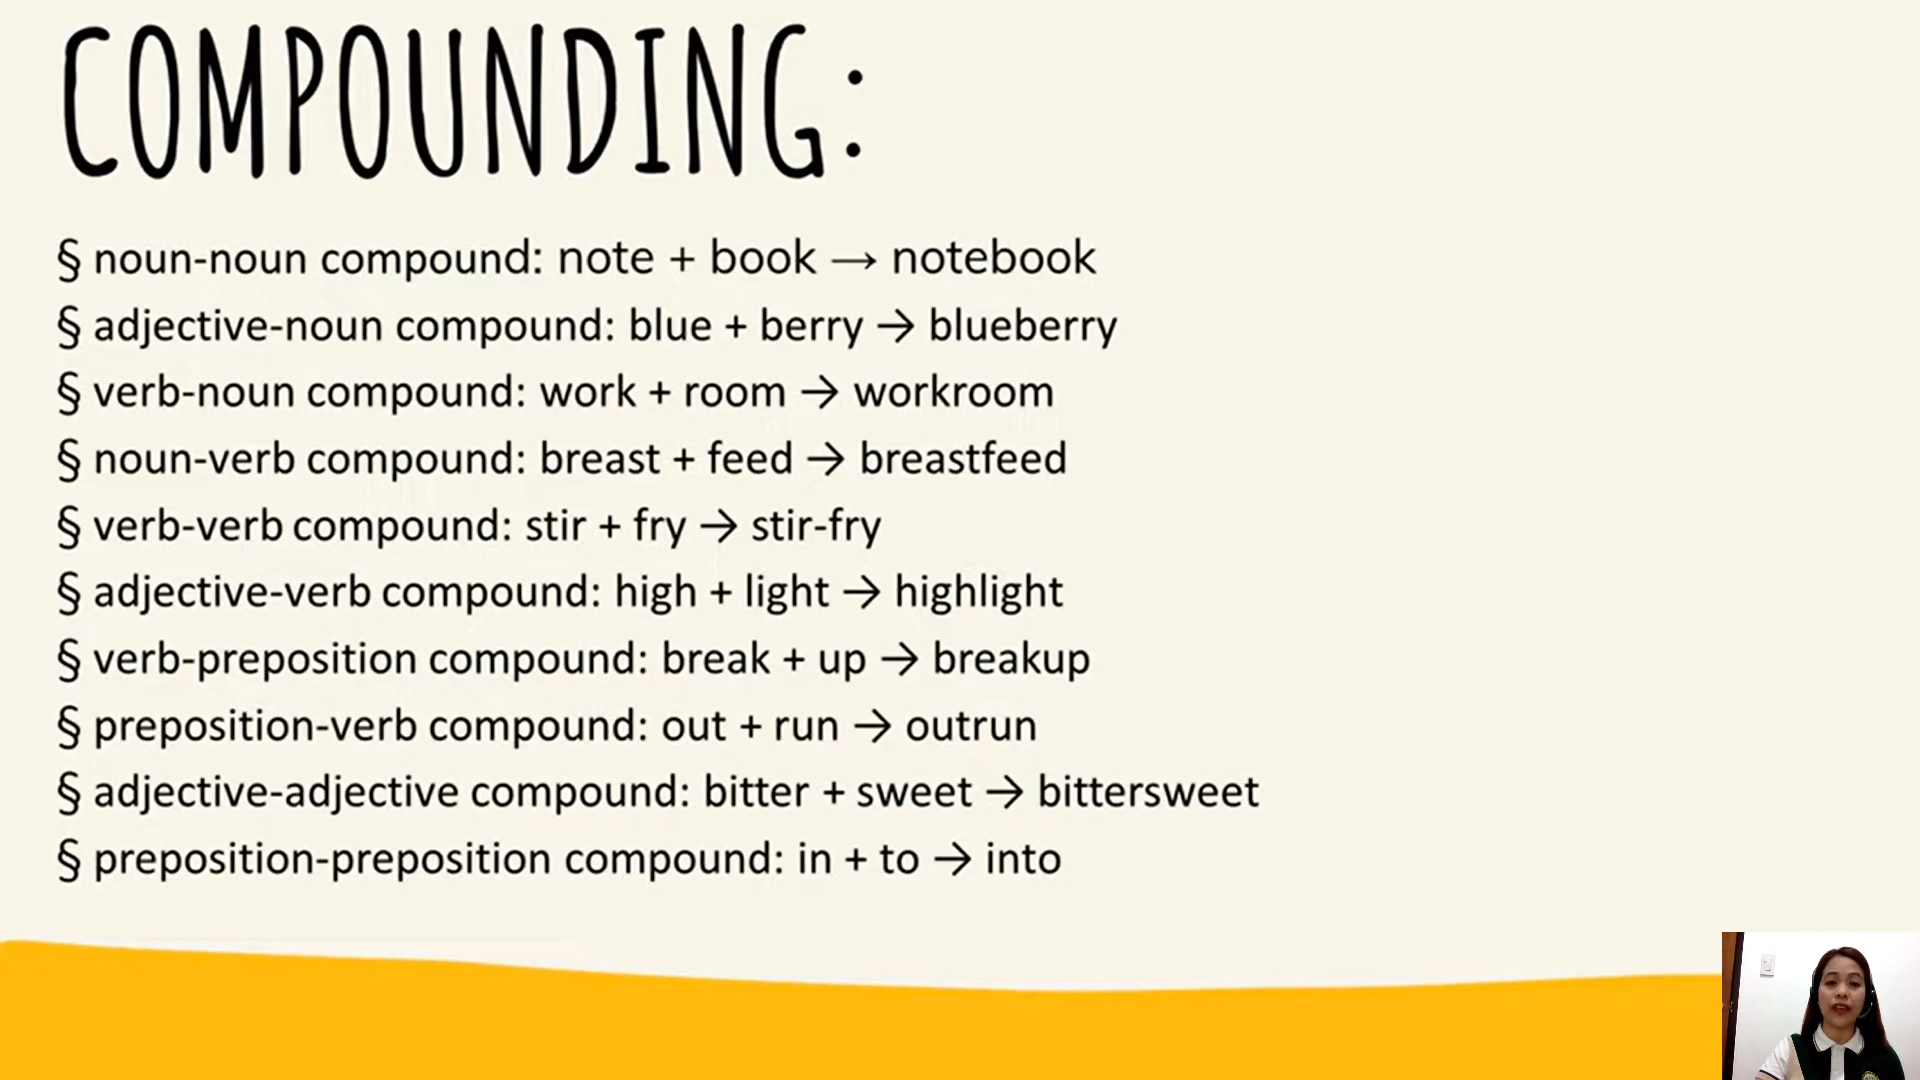 COMPOUNDING:
§ noun-noun compound: note + book → notebook
§ adjective-noun compound: blue + berry → blueberry
§ verb-noun compound: work + room → workroom
§ noun-verb compound: breast + feed → breastfeed
§ verb-verb compound: stir + fry → stir-fry
§ adjective-verb compound: high + light → highlight
§ verb-preposition compound: break + up → breakup
§ preposition-verb compound: out + run → outrun
§ adjective-adjective compound: bitter + sweet → bittersweet
§ preposition-preposition compound: in + to → into